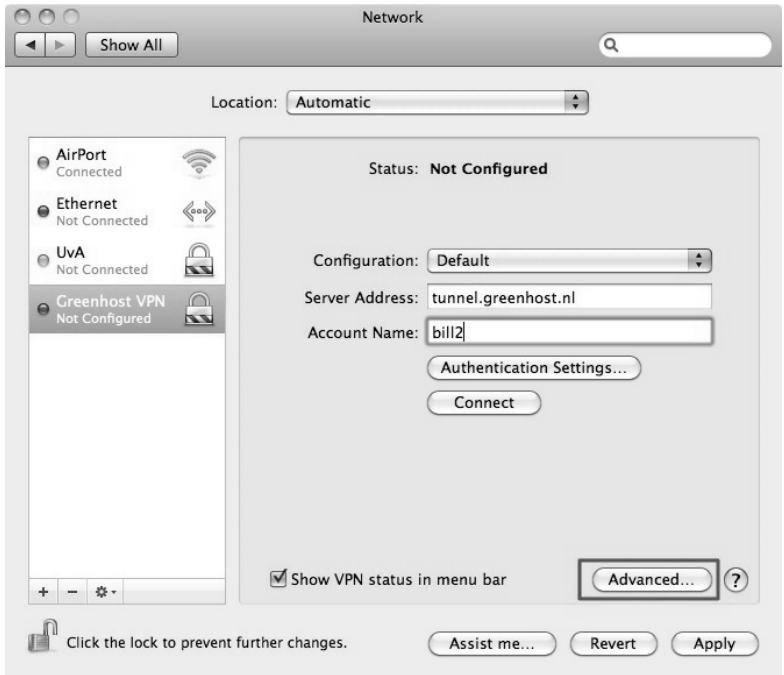 Network
Show All
Location: Automatic
AirPort
Connected
Ethernet
Not Connected
UvA
Not Connected
Greenhost VPN
Not Configured
+ −
Status: Not Configured
Configuration: Default
Server Address: tunnel.greenhost.nl
Account Name: bill2
Authentication Settings...
Connect
Show VPN status in menu bar
Advanced... ?
Click the lock to prevent further changes.
Assist me... Revert Apply